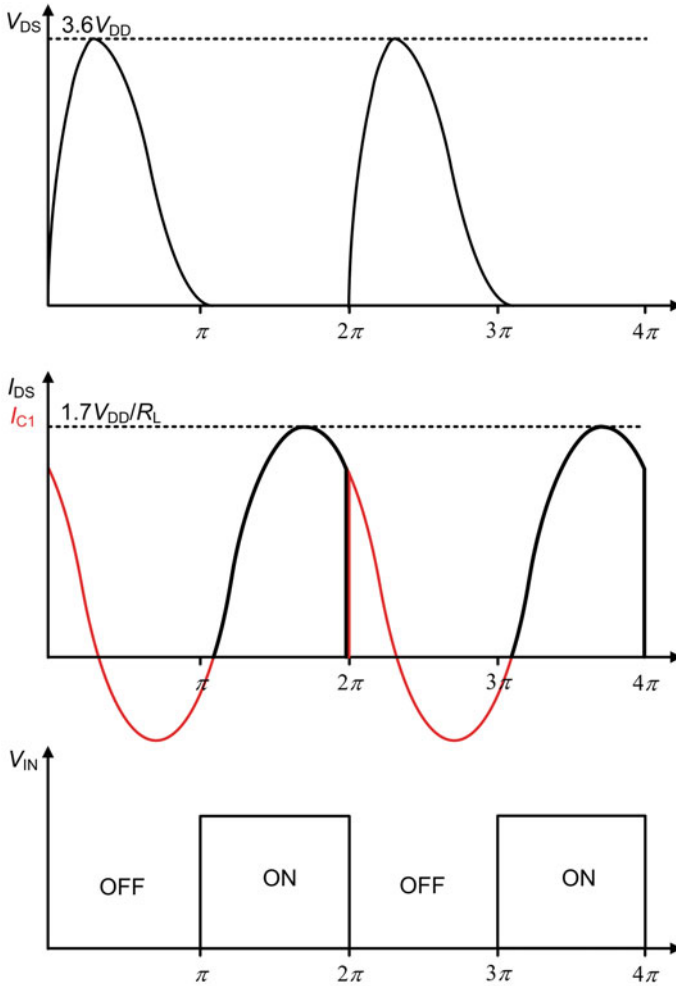 V_DS
3.6V_DD
π 2π 3π 4π
I_DS
I_C1
1.7V_DD/R_L
π 2π 3π 4π
V_IN
OFF ON OFF ON
π 2π 3π 4π